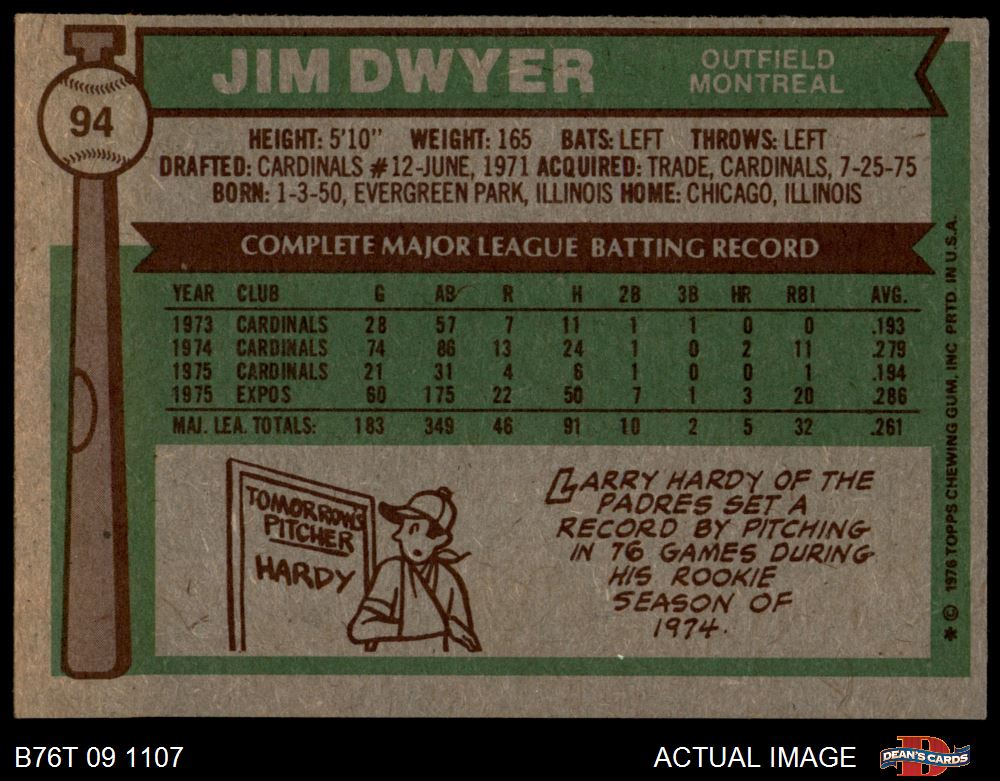 94
JIM DWYER
OUTFIELD
MONTREAL
HEIGHT: 5'10" WEIGHT: 165 BATS: LEFT THROWS: LEFT
DRAFTED: CARDINALS #12-JUNE, 1971 ACQUIRED: TRADE, CARDINALS, 7-25-75
BORN: 1-3-50, EVERGREEN PARK, ILLINOIS HOME: CHICAGO, ILLINOIS
COMPLETE MAJOR LEAGUE BATTING RECORD
YEAR CLUB G AB R H 2B 3B HR RBI AVG.
1973 CARDINALS 28 57 7 11 1 1 0 0 .193
1974 CARDINALS 74 86 13 24 1 0 2 11 .279
1975 CARDINALS 21 31 4 6 1 0 0 1 .194
1975 EXPOS 60 175 22 50 7 1 3 20 .286
MAJ. LEA. TOTALS: 183 349 46 91 10 2 5 32 .261
TOMORROW'S
PITCHER
HARDY
LARRY HARDY OF THE
PADRES SET A
RECORD BY PITCHING
IN 76 GAMES DURING
HIS ROOKIE
SEASON OF
1974.
* © 1976 TOPPS CHEWING GUM, INC PRTD. IN U.S.A.
B76T 09 1107
ACTUAL IMAGE
DEAN'S CARDS